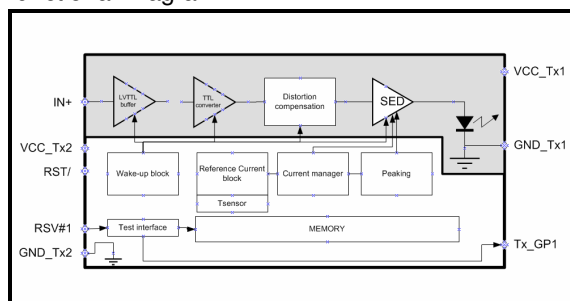 VCC_Tx1
IN+
LVTTL
buffer
TTL
converter
Distortion
compensation
SED
VCC_Tx2
GND_Tx1
RST/
Wake-up block
Reference Current
block
Tsensor
Current manager
Peaking
RSV#1
Test interface
MEMORY
Tx_GP1
GND_Tx2